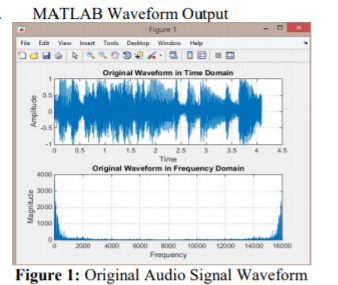 MATLAB Waveform Output
Figure 1
File Edit View Insert Tools Desktop Window Help
Original Waveform in Time Domain
Amplitude
1
0.5
0
-0.5
-1
0 0.5 1 1.5 2 2.5 3 3.5 4 4.5
Time
Original Waveform in Frequency Domain
Magnitude
4000
3000
2000
1000
0
0 2000 4000 6000 8000 10000 12000 14000 16000
Frequency
Figure 1: Original Audio Signal Waveform